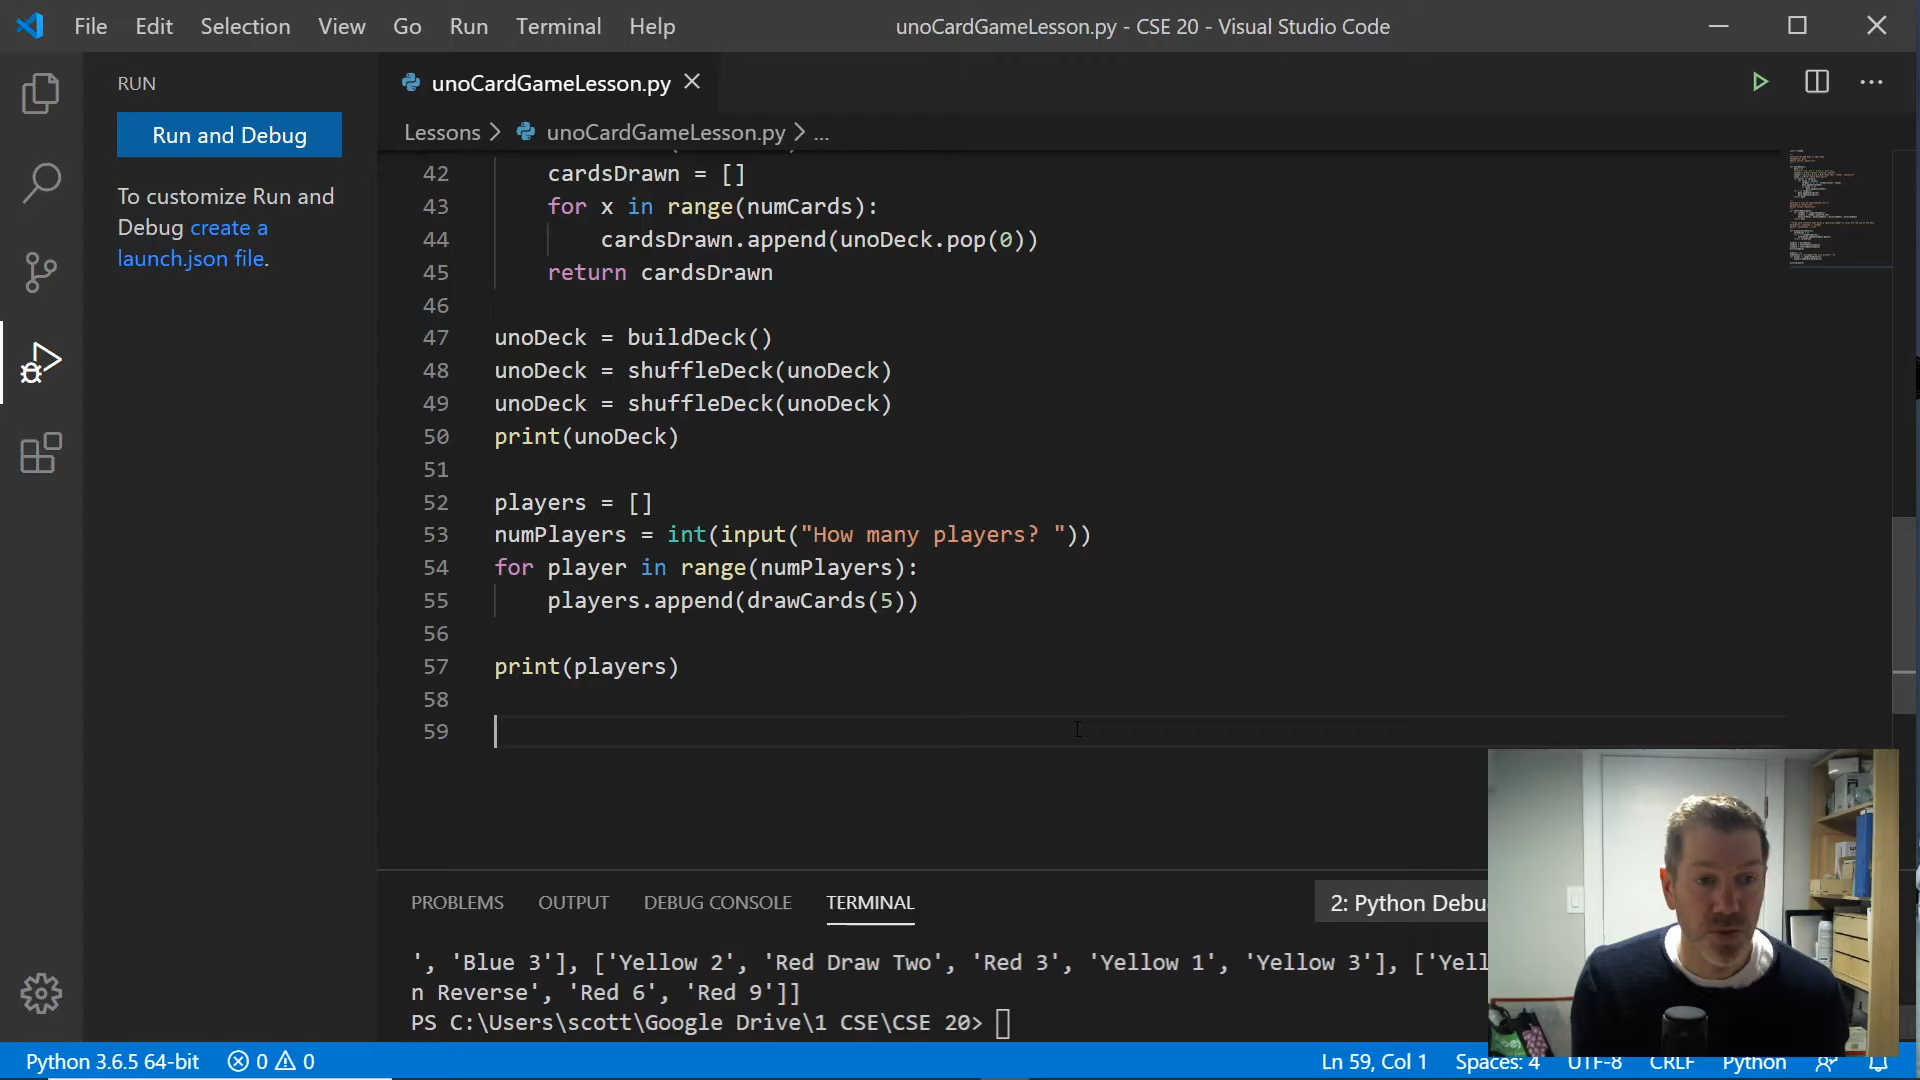 File Edit Selection View Go Run Terminal Help unoCardGameLesson.py - CSE 20 - Visual Studio Code
RUN
Run and Debug
To customize Run and
Debug create a
launch.json file.
unoCardGameLesson.py
Lessons > unoCardGameLesson.py > ...
42 cardsDrawn = []
43 for x in range(numCards):
44 cardsDrawn.append(unoDeck.pop(0))
45 return cardsDrawn
46
47 unoDeck = buildDeck()
48 unoDeck = shuffleDeck(unoDeck)
49 unoDeck = shuffleDeck(unoDeck)
50 print(unoDeck)
51
52 players = []
53 numPlayers = int(input("How many players? "))
54 for player in range(numPlayers):
55 players.append(drawCards(5))
56
57 print(players)
58
59
PROBLEMS OUTPUT DEBUG CONSOLE TERMINAL 2: Python Debu
', 'Blue 3'], ['Yellow 2', 'Red Draw Two', 'Red 3', 'Yellow 1', 'Yellow 3'], ['Yell
n Reverse', 'Red 6', 'Red 9']]
PS C:\Users\scott\Google Drive\1 CSE\CSE 20>
Python 3.6.5 64-bit 0 0 Ln 59, Col 1 Spaces: 4 UTF-8 CRLF Python